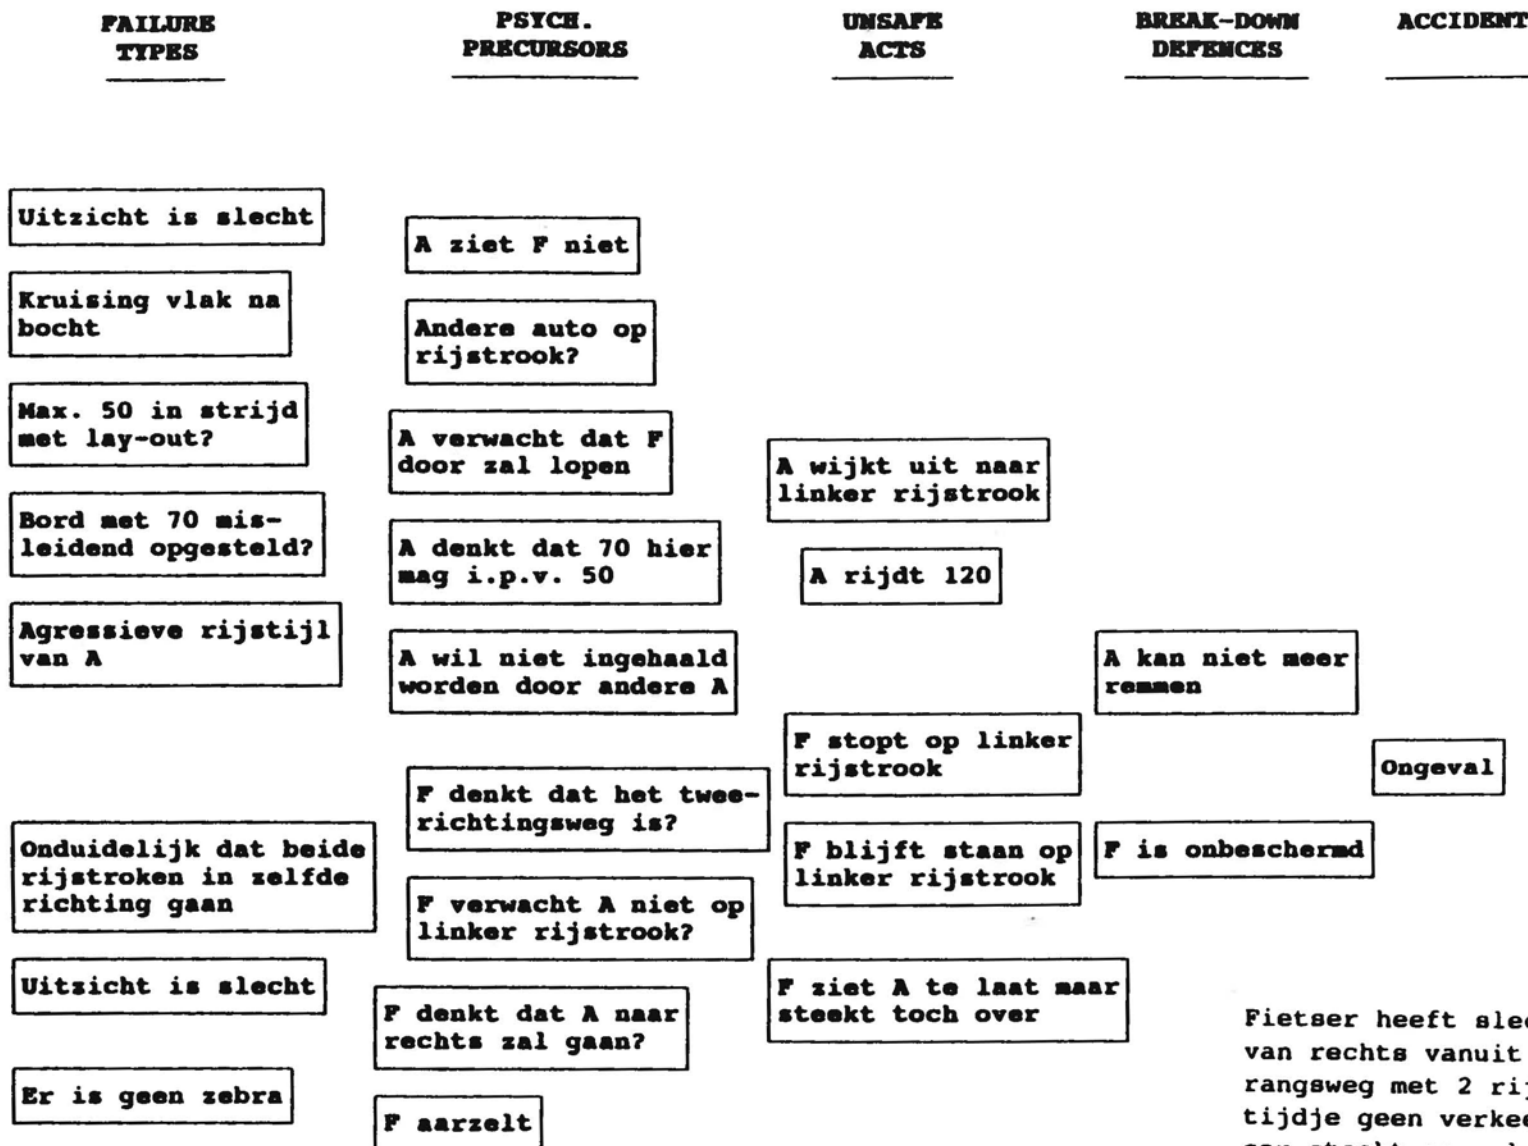 FAILURE
TYPES
PSYCH.
PRECURSORS
UNSAFE
ACTS
BREAK-DOWN
DEFENCES
ACCIDENT
Uitzicht is slecht
Kruising vlak na
bocht
Max. 50 in strijd
met lay-out?
Bord met 70 mis-
leidend opgesteld?
Agressieve rijstijl
van A
Onduidelijk dat beide
rijstroken in zelfde
richting gaan
Uitzicht is slecht
Er is geen zebra
A ziet F niet
Andere auto op
rijstrook?
A verwacht dat F
door zal lopen
A denkt dat 70 hier
mag i.p.v. 50
A wil niet ingehaald
worden door andere A
F denkt dat het twee-
richtingsweg is?
F verwacht A niet op
linker rijstrook?
F denkt dat A naar
rechts zal gaan?
F aarzelt
A wijkt uit naar
linker rijstrook
A rijdt 120
F stopt op linker
rijstrook
F blijft staan op
linker rijstrook
F ziet A te laat maar
steekt toch over
A kan niet meer
remmen
F is onbeschermd
Ongeval
Fietser heeft slec
van rechts vanuit
rangsweg met 2 rij
tijdje geen verkee